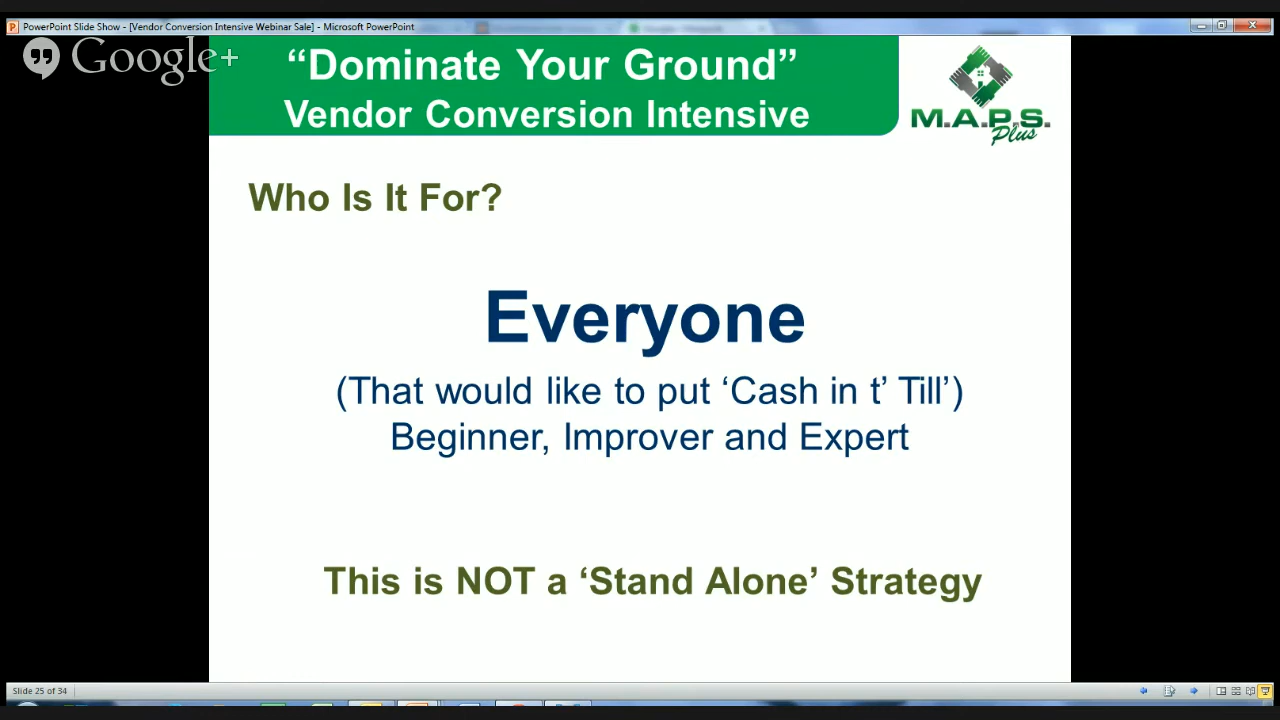 PowerPoint Slide Show - [Vendor Conversion Intensive Webinar Sale] - Microsoft PowerPoint
Google+
“Dominate Your Ground”
Vendor Conversion Intensive
M.A.P.S.
Plus
Who Is It For?
Everyone
(That would like to put ‘Cash in t’ Till’)
Beginner, Improver and Expert
This is NOT a ‘Stand Alone’ Strategy
Slide 25 of 34